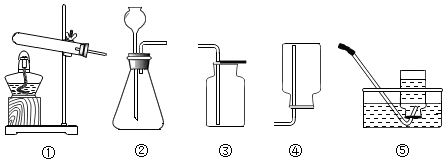 ① ② ③ ④ ⑤